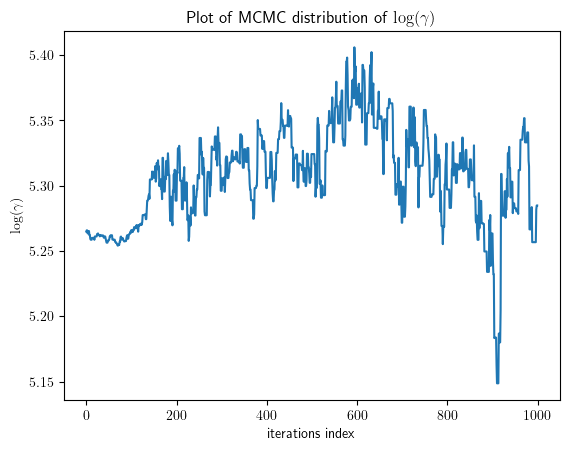 Plot of MCMC distribution of log(γ)
log(γ)
5.40
5.35
5.30
5.25
5.20
5.15
0 200 400 600 800 1000
iterations index